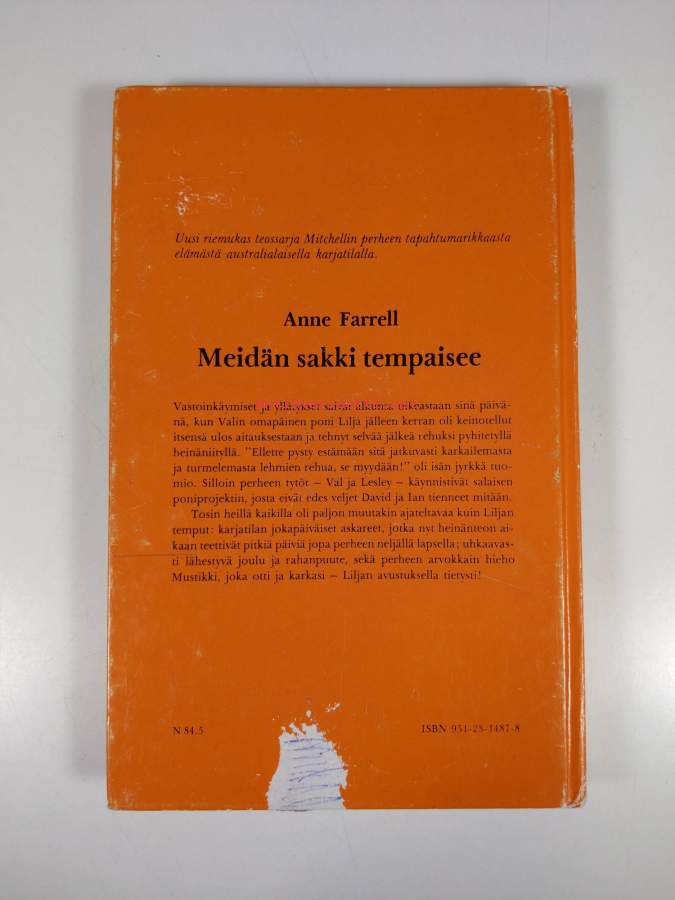 Uusi riemukas teossarja Mitchellin perheen tapahtumarikkaasta
elämästä australialaisella karjatilalla.
Anne Farrell
Meidän sakki tempaisee
Vastoinkäymiset ja yllätykset saivat alkunsa oikeastaan sinä päivä-
nä, kun Valin omapäinen poni Lilja jälleen kerran oli keinotellut
itsensä ulos aitauksestaan ja tehnyt selvää jälkeä rehuksi pyhitetyllä
heinäniityllä. ”Ellette pysty estämään sitä jatkuvasti karkailemasta
ja turmelemasta lehmien rehua, se myydään!” oli isän jyrkkä tuo-
mio. Silloin perheen tytöt – Val ja Lesley – käynnistivät salaisen
poniprojektin, josta eivät edes veljet David ja Ian tienneet mitään.
Tosin heillä kaikilla oli paljon muutakin ajateltavaa kuin Liljan
temput: karjatilan jokapäiväiset askareet, jotka nyt heinänteon ai-
kaan teettivät pitkiä päiviä jopa perheen neljällä lapsella; uhkaavas-
ti lähestyvä joulu ja rahanpuute, sekä perheen arvokkain hieho
Mustikki, joka otti ja karkasi – Liljan avustuksella tietysti!
N 84.5 ISBN 951-25-1487-8